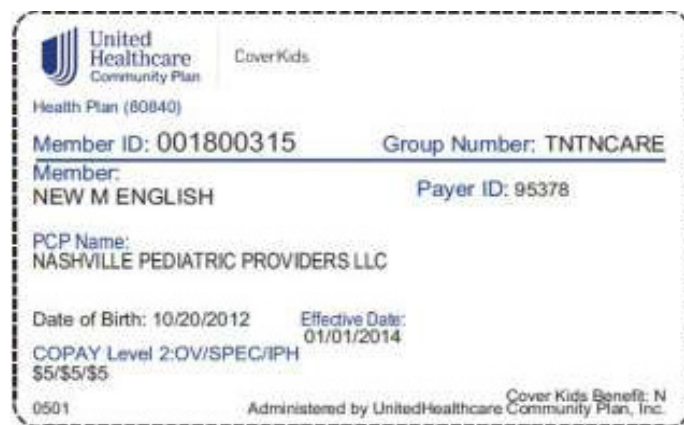 United
Healthcare
Community Plan
CoverKids
Health Plan (80840)
Member ID: 001800315 Group Number: TNTNCARE
Member:
NEW M ENGLISH
Payer ID: 95378
PCP Name:
NASHVILLE PEDIATRIC PROVIDERS LLC
Date of Birth: 10/20/2012 Effective Date:
01/01/2014
COPAY Level 2:OV/SPEC/IPH
$5/$5/$5
Cover Kids Benefit: N
0501 Administered by UnitedHealthcare Community Plan, Inc.